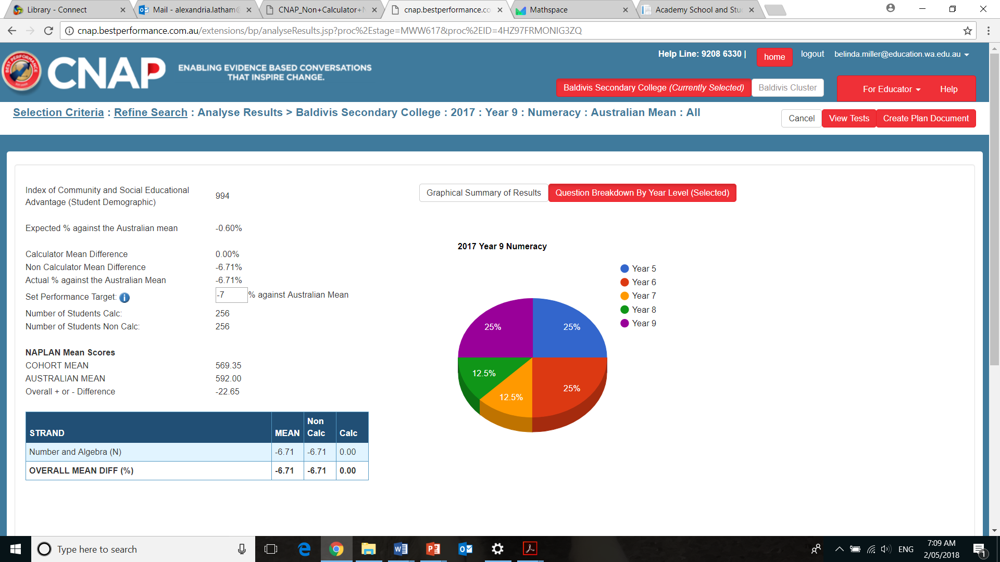 Library - Connect
Mail - alexandria.latham@
CNAP_Non+Calculator+N
cnap.bestperformance.co
Mathspace
Academy School and Stu
cnap.bestperformance.com.au/extensions/bp/analyseResults.jsp?proc%2Estage=MWW617&proc%2EID=4HZ97FRMONIG3ZQ
Help Line: 9208 6330 |
home
logout
belinda.miller@education.wa.edu.au
BEST PERFORMANCE
CNAP
ENABLING EVIDENCE BASED CONVERSATIONS
THAT INSPIRE CHANGE.
Baldivis Secondary College (Currently Selected)
Baldivis Cluster
For Educator
Help
Selection Criteria : Refine Search : Analyse Results > Baldivis Secondary College : 2017 : Year 9 : Numeracy : Australian Mean : All
Cancel
View Tests
Create Plan Document
Index of Community and Social Educational
Advantage (Student Demographic)
994
Graphical Summary of Results
Question Breakdown By Year Level (Selected)
Expected % against the Australian mean -0.60%
Calculator Mean Difference 0.00%
Non Calculator Mean Difference -6.71%
Actual % against the Australian Mean -6.71%
Set Performance Target: i -7 % against Australian Mean
Number of Students Calc: 256
Number of Students Non Calc: 256
NAPLAN Mean Scores
COHORT MEAN 569.35
AUSTRALIAN MEAN 592.00
Overall + or - Difference -22.65
STRAND MEAN Non Calc Calc
Number and Algebra (N) -6.71 -6.71 0.00
OVERALL MEAN DIFF (%) -6.71 -6.71 0.00
2017 Year 9 Numeracy
Year 5
Year 6
Year 7
Year 8
Year 9
25%
25%
12.5%
12.5%
25%
Type here to search
ENG
7:09 AM
2/05/2018
1